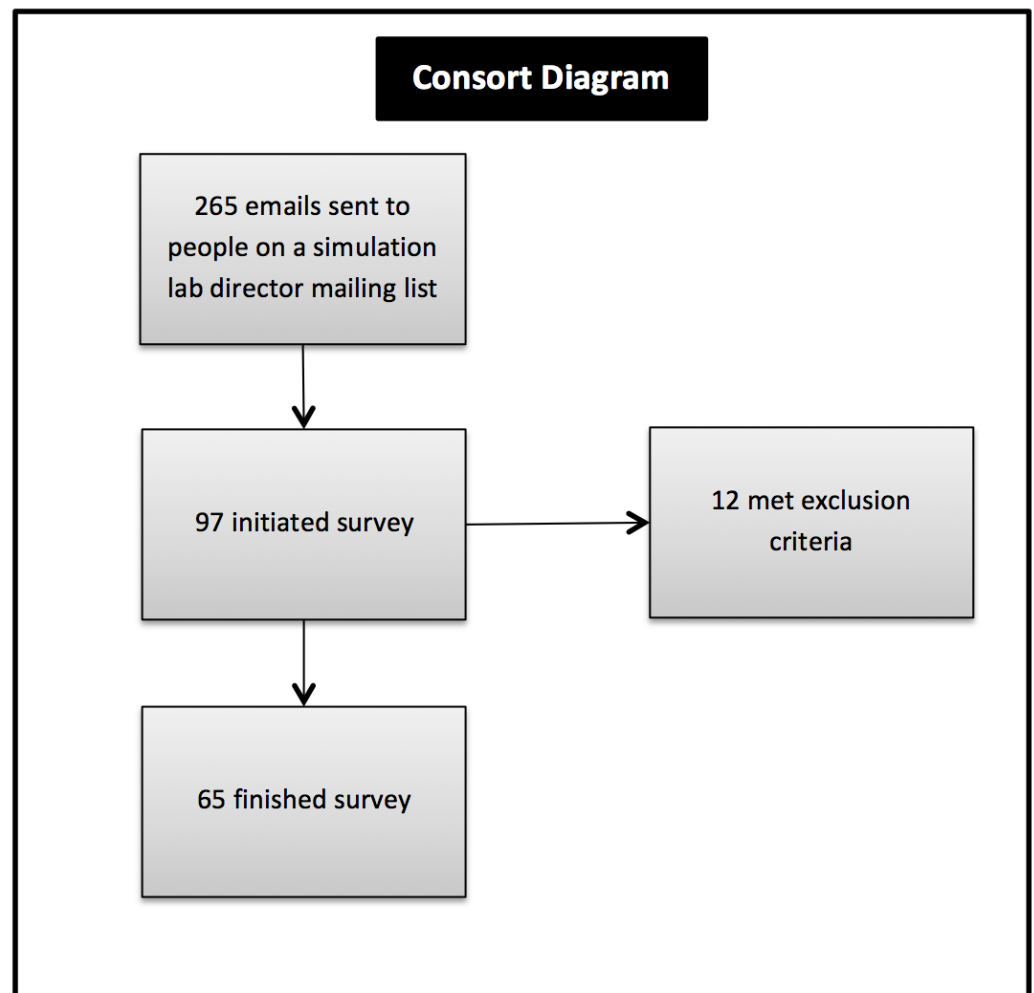 Consort Diagram
265 emails sent to
people on a simulation
lab director mailing list
97 initiated survey
12 met exclusion
criteria
65 finished survey